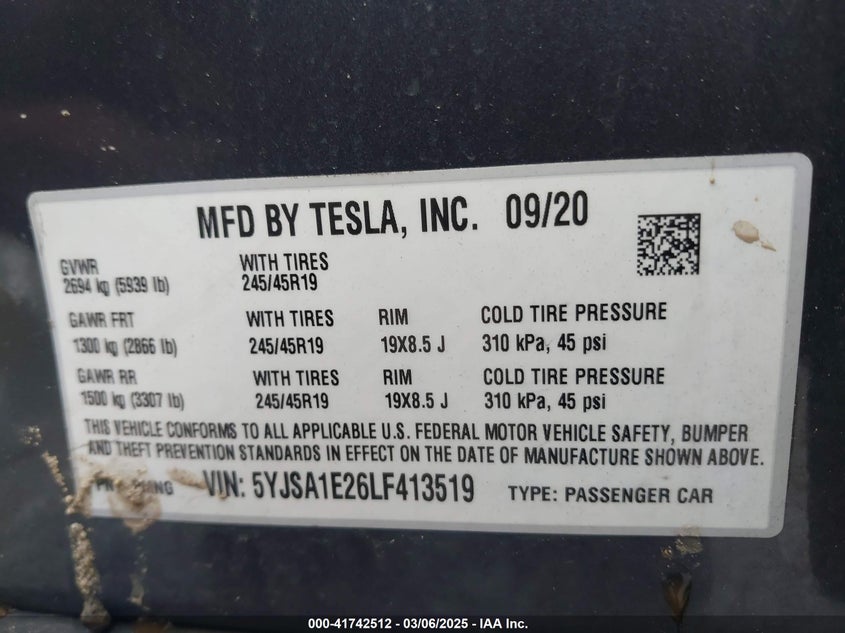 MFD BY TESLA, INC. 09/20
GVWR WITH TIRES
2694 kg (5939 lb) 245/45R19
GAWR FRT WITH TIRES RIM COLD TIRE PRESSURE
1300 kg (2866 lb) 245/45R19 19X8.5 J 310 kPa, 45 psi
GAWR RR WITH TIRES RIM COLD TIRE PRESSURE
1500 kg (3307 lb) 245/45R19 19X8.5 J 310 kPa, 45 psi
THIS VEHICLE CONFORMS TO ALL APPLICABLE U.S. FEDERAL MOTOR VEHICLE SAFETY, BUMPER
AND THEFT PREVENTION STANDARDS IN EFFECT ON THE DATE OF MANUFACTURE SHOWN ABOVE.
VIN: 5YJSA1E26LF413519 TYPE: PASSENGER CAR
000-41742512 — 03/06/2025 — IAA Inc.